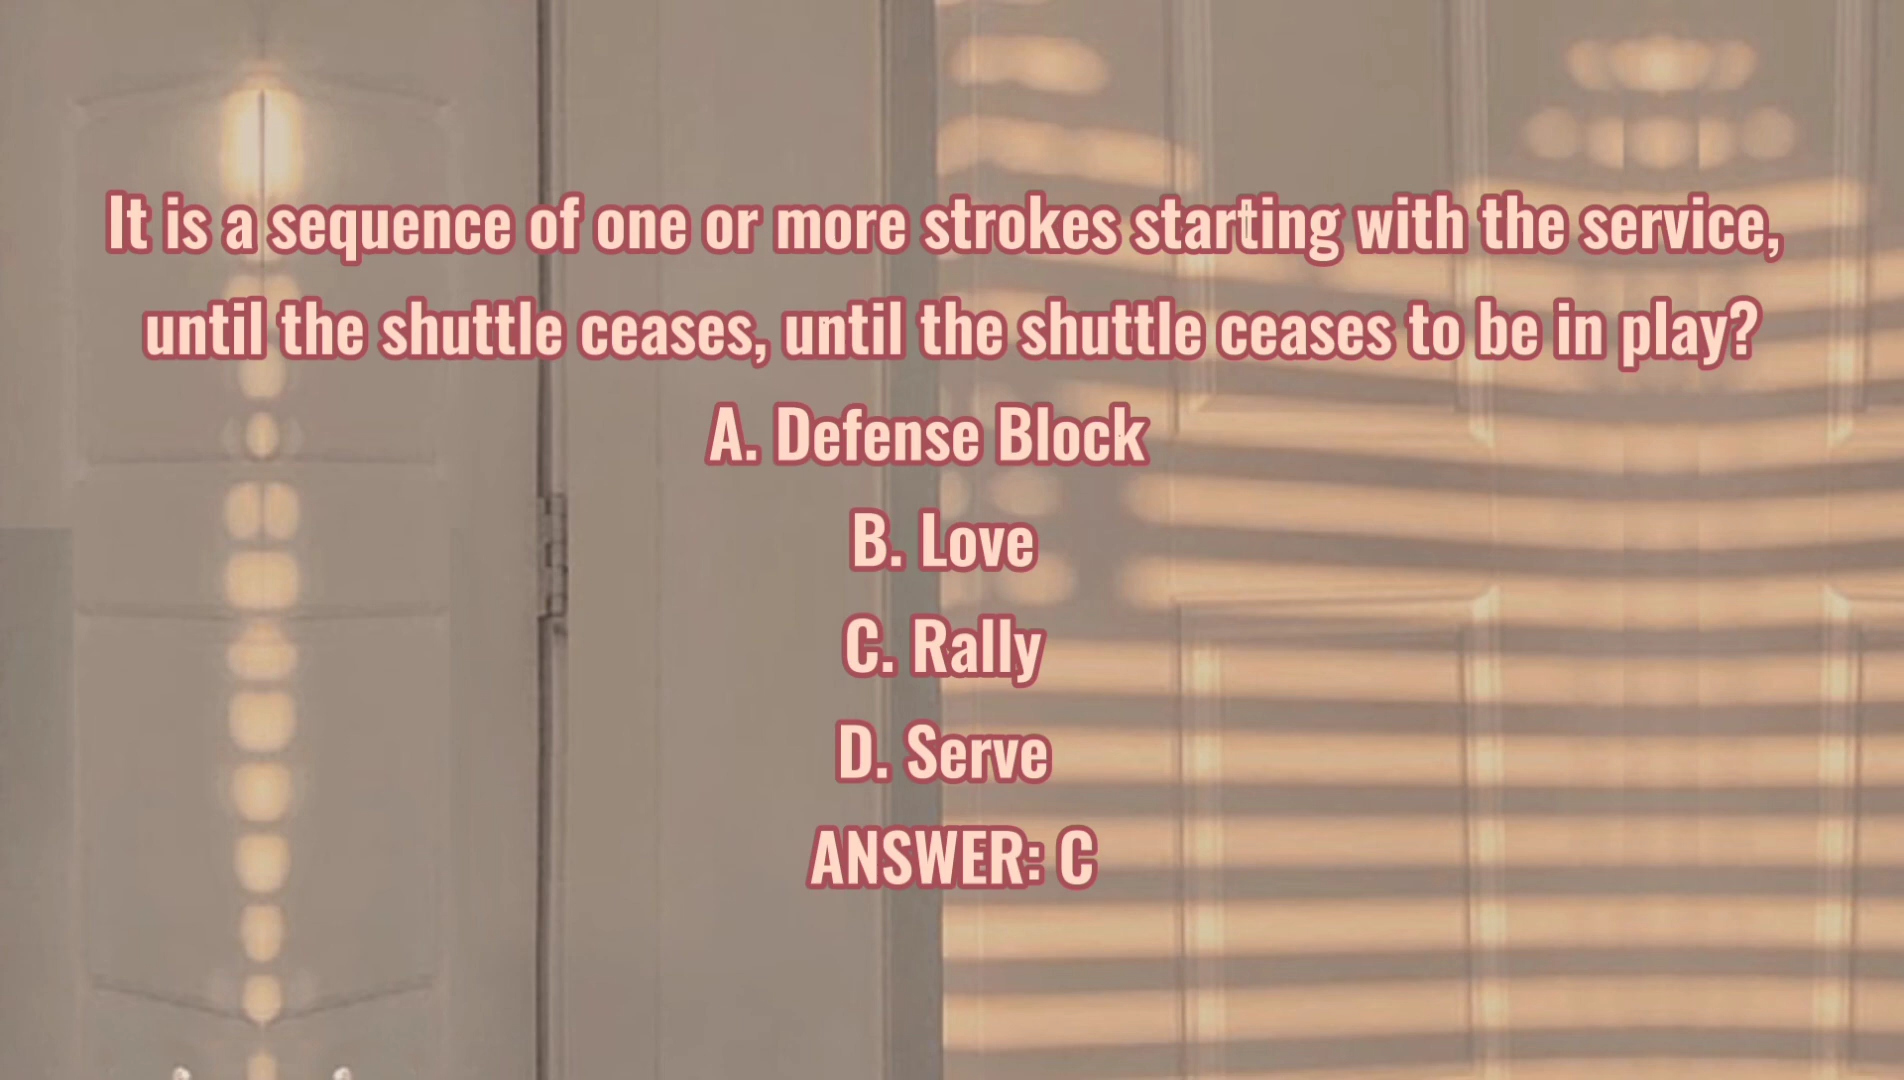 It is a sequence of one or more strokes starting with the service,
until the shuttle ceases, until the shuttle ceases to be in play?
A. Defense Block
B. Love
C. Rally
D. Serve
ANSWER: C